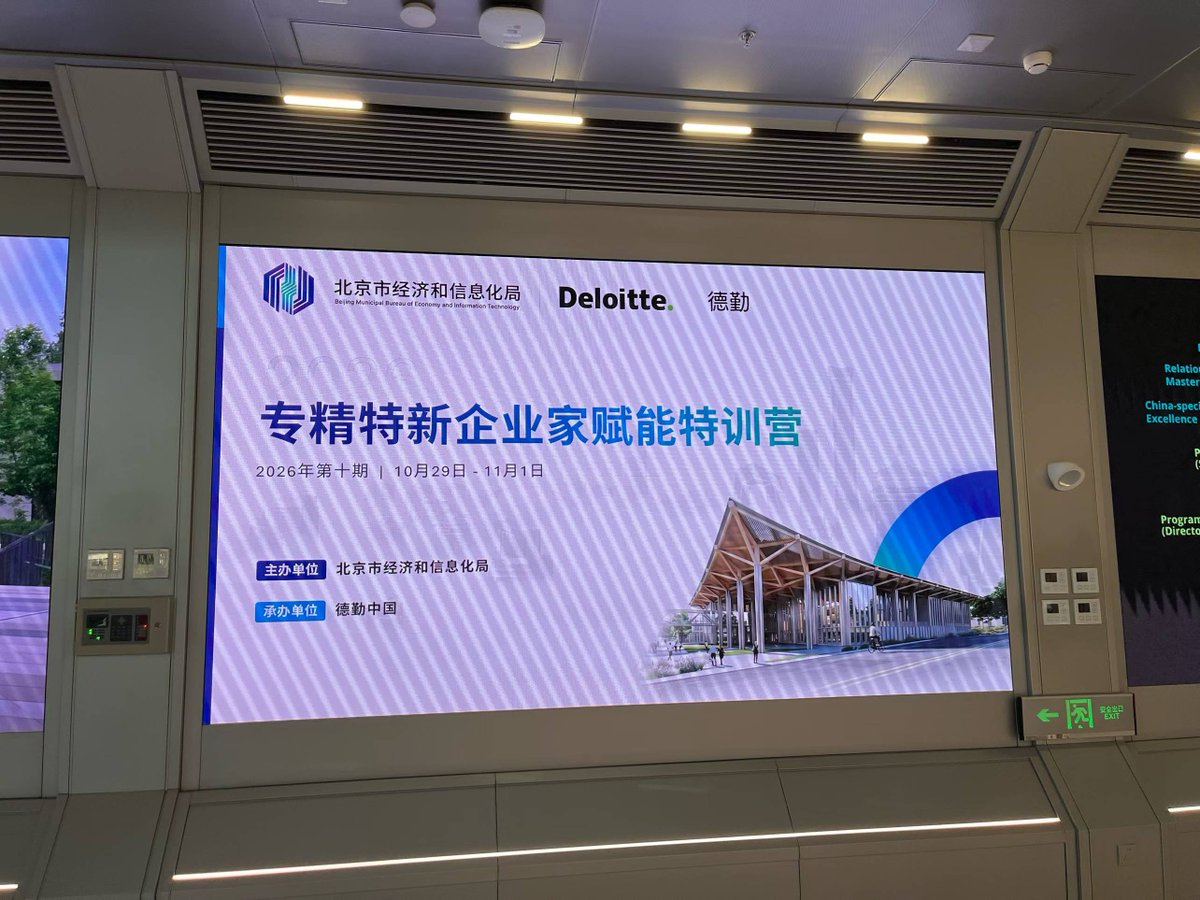 北京市经济和信息化局
Beijing Municipal Bureau of Economy and Information Technology
Deloitte.
德勤
专精特新企业家赋能特训营
2026年第十期 | 10月29日 - 11月1日
主办单位 北京市经济和信息化局
承办单位 德勤中国
Relatio
Master
China-speci
Excellence
Program
(Directo
安全出口
EXIT